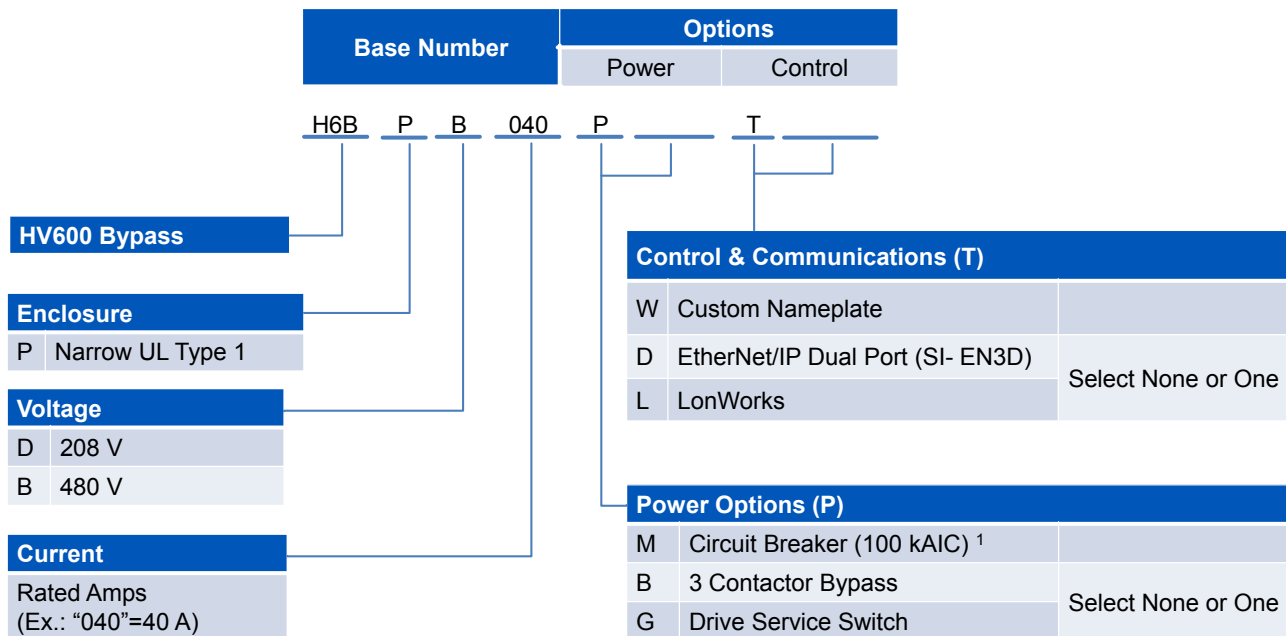 Base Number
Options
Power Control
H6B P B 040 P T
HV600 Bypass
Enclosure
P Narrow UL Type 1
Voltage
D 208 V
B 480 V
Current
Rated Amps
(Ex.: “040”=40 A)
Control & Communications (T)
W Custom Nameplate
D EtherNet/IP Dual Port (SI- EN3D)
L LonWorks
Select None or One
Power Options (P)
M Circuit Breaker (100 kAIC) 1
B 3 Contactor Bypass
G Drive Service Switch
Select None or One